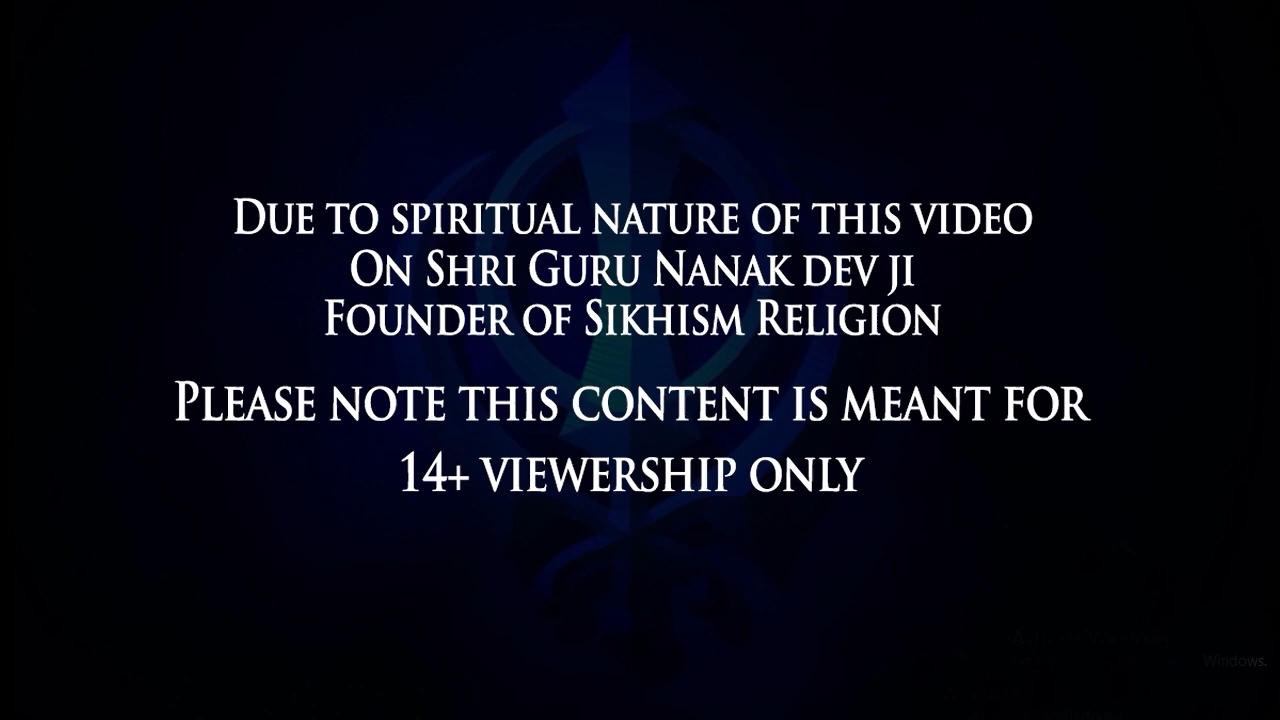 Due to spiritual nature of this video
On Shri Guru Nanak dev ji
Founder of Sikhism Religion
Please note this content is meant for
14+ viewership only
Windows.